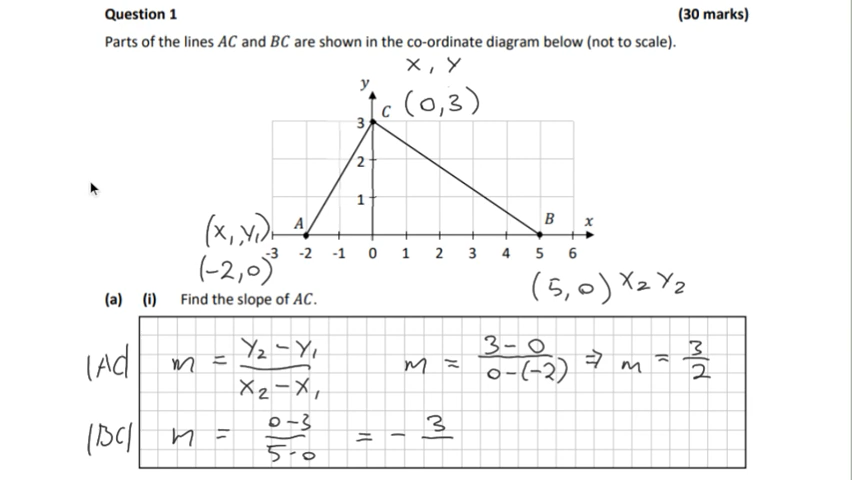 Question 1 (30 marks)
Parts of the lines AC and BC are shown in the co-ordinate diagram below (not to scale).
X, Y
y
C (0,3)
3
2
1
(X₁,Y₁) A B x
-3 -2 -1 0 1 2 3 4 5 6
(-2,0)
(5,0) X₂ Y₂
(a) (i) Find the slope of AC.
|AC| m = Y₂-Y₁ / X₂-X₁ m = 3-0 / 0-(-2) ⇒ m = 3/2
|BC| m = 0-3 / 5-0 = - 3